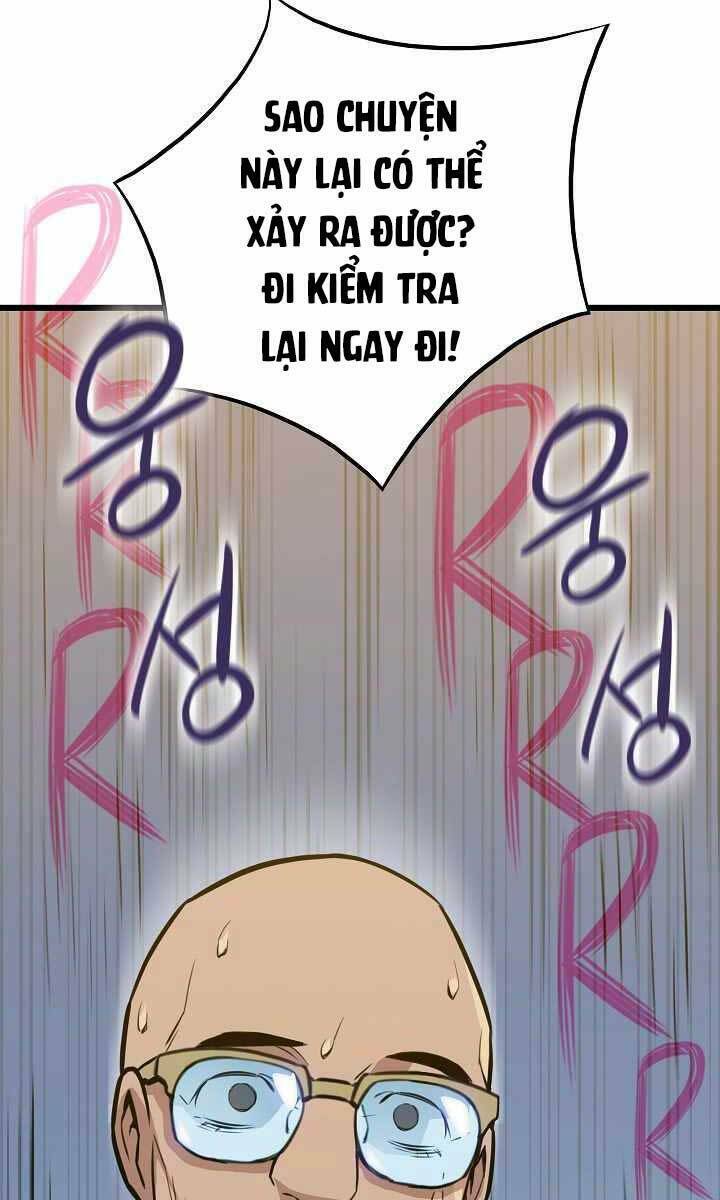 SAO CHUYỆN
NÀY LẠI CÓ THỂ
XẢY RA ĐƯỢC?
ĐI KIỂM TRA
LẠI NGAY ĐI!
R
R
R
R
웅
성
R
R
R
R
웅
성